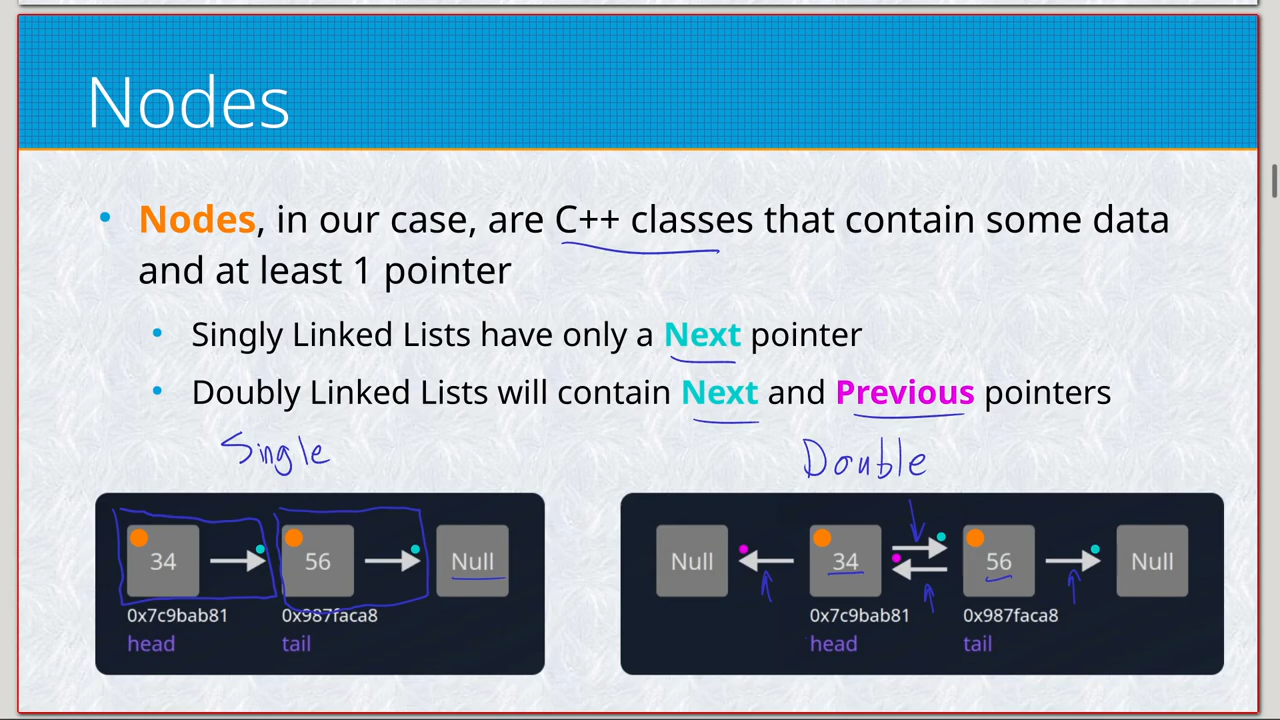 Nodes
• Nodes, in our case, are C++ classes that contain some data
and at least 1 pointer
• Singly Linked Lists have only a Next pointer
• Doubly Linked Lists will contain Next and Previous pointers
Single
Double
34
56
Null
0x7c9bab81
0x987faca8
head
tail
Null
34
56
Null
0x7c9bab81
0x987faca8
head
tail